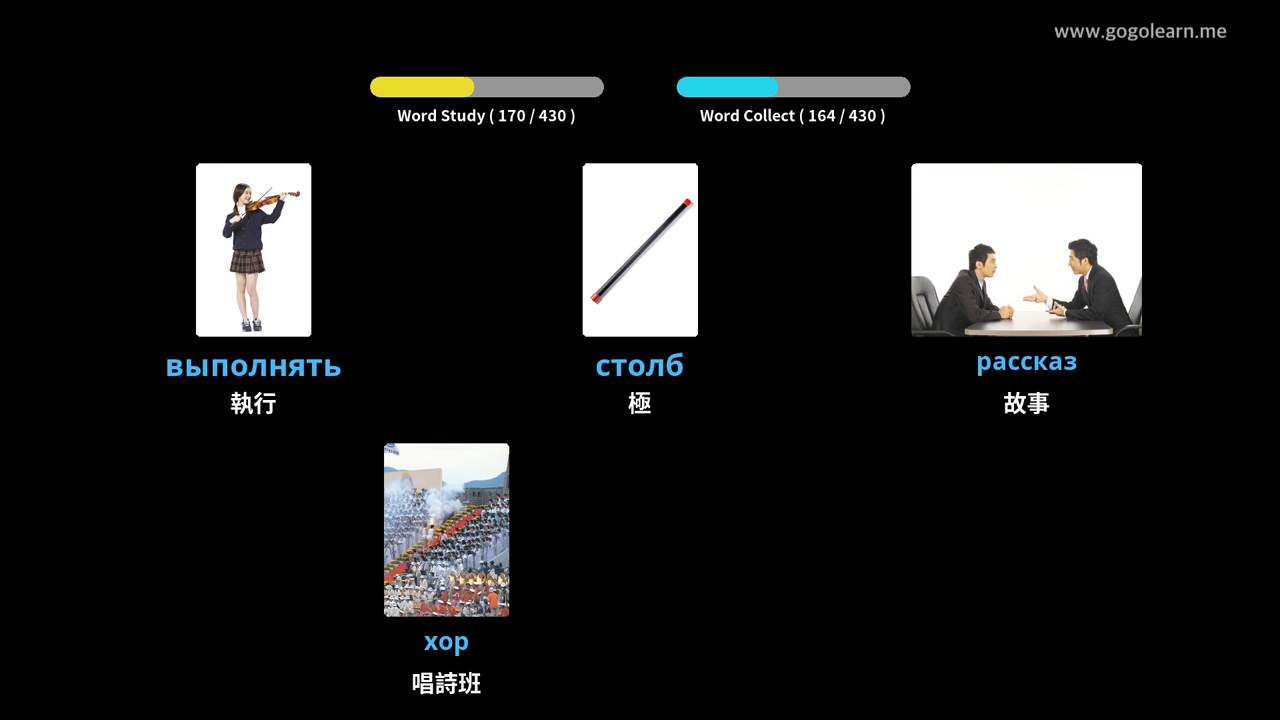 www.gogolearn.me
Word Study ( 170 / 430 )
Word Collect ( 164 / 430 )
выполнять
執行
столб
極
рассказ
故事
хор
唱詩班